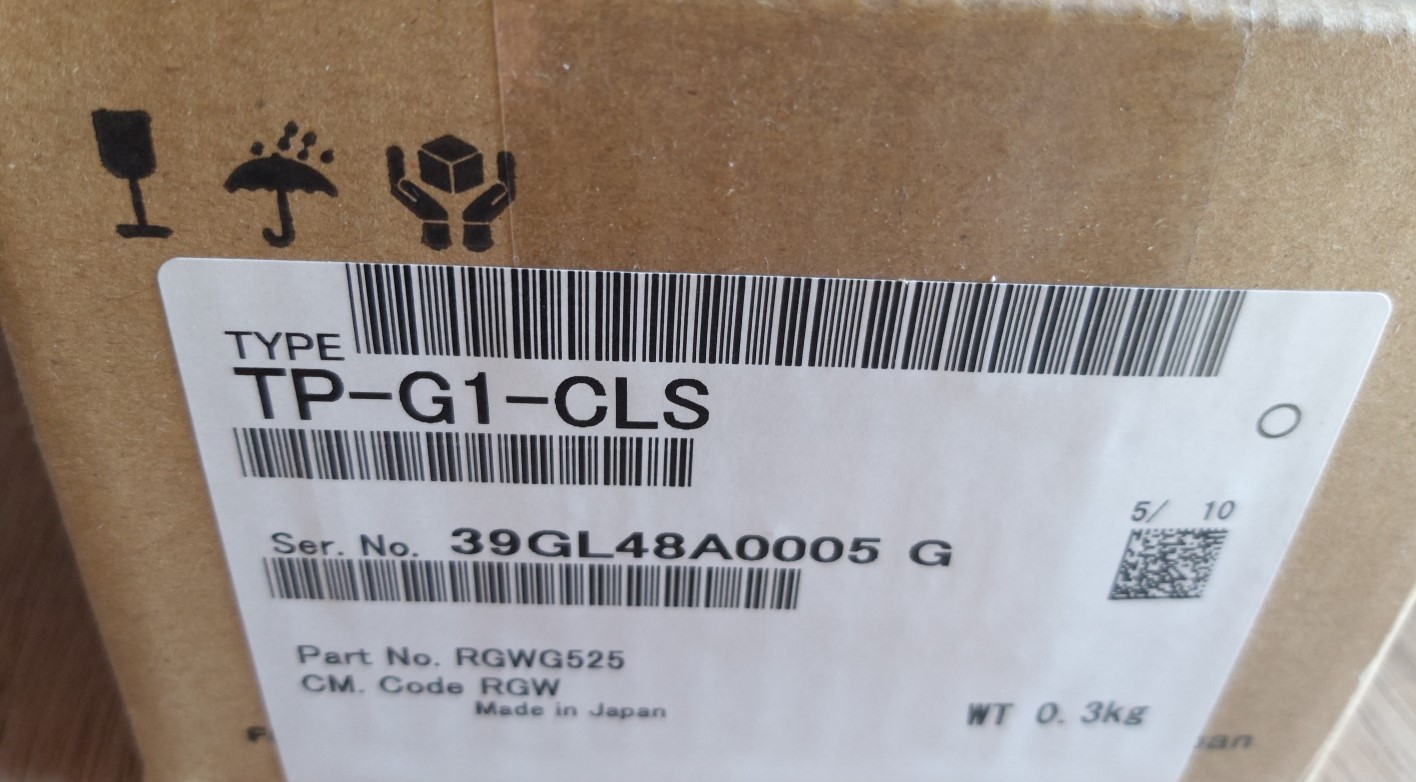 TYPE
TP-G1-CLS
5/ 10
Ser. No. 39GL48A0005 G
Part No. RGWG525
CM. Code RGW
Made in Japan
WT 0.3kg